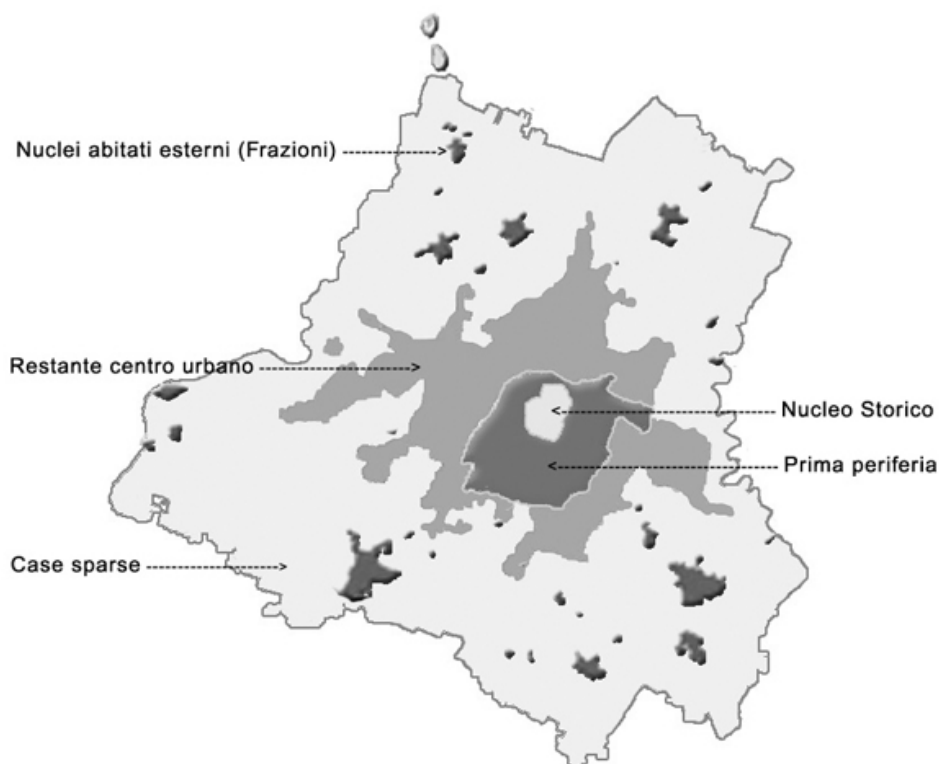 Nuclei abitati esterni (Frazioni)
Restante centro urbano
Nucleo Storico
Prima periferia
Case sparse